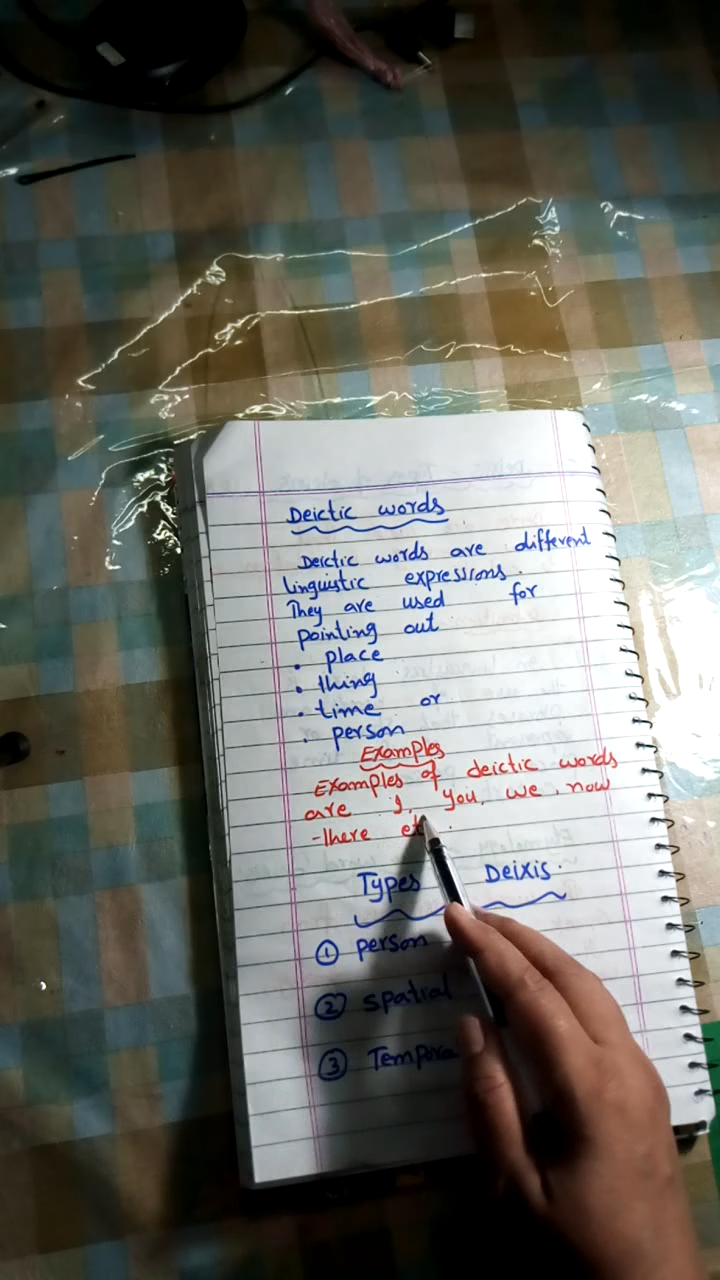 Deictic words
Deictic words are different
linguistic expressions.
They are used for
pointing out
• place
• thing
• time or
• person
Examples
Examples of deictic words
are I, you, we, now
there etc.
Types Deixis.
① person
② spatial
③ Tempora